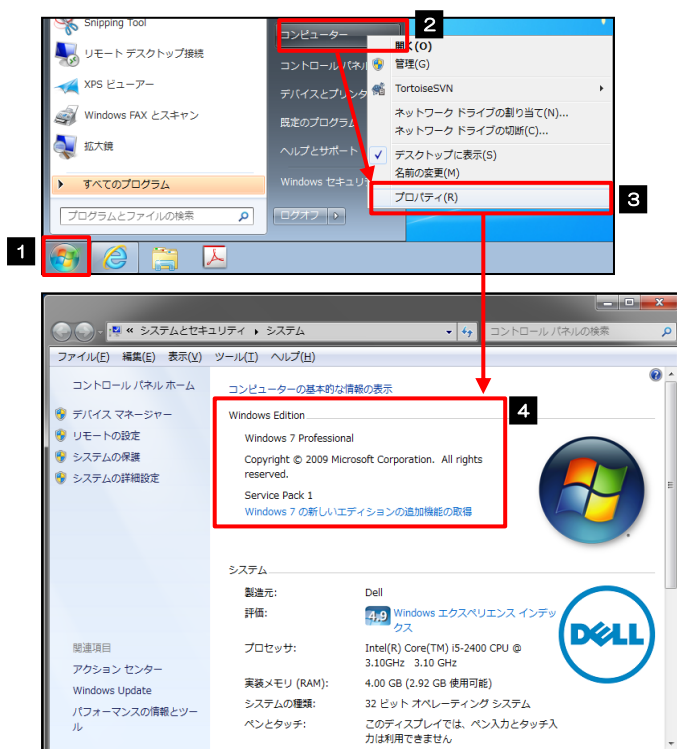 Snipping Tool
リモート デスクトップ接続
XPS ビューアー
Windows FAX とスキャン
拡大鏡
すべてのプログラム
プログラムとファイルの検索
コンピューター
2
コントロール パネル
デバイスとプリンタ
既定のプログラム
ヘルプとサポート
Windows セキュリテ
ログオフ
開く(O)
管理(G)
TortoiseSVN
ネットワーク ドライブの割り当て(N)...
ネットワーク ドライブの切断(C)...
デスクトップに表示(S)
名前の変更(M)
プロパティ(R)
3
1
« システムとセキュリティ
システム
コントロール パネルの検索
ファイル(F) 編集(E) 表示(V) ツール(T) ヘルプ(H)
コントロール パネル ホーム
デバイス マネージャー
リモートの設定
システムの保護
システムの詳細設定
関連項目
アクション センター
Windows Update
パフォーマンスの情報とツー
ル
コンピューターの基本的な情報の表示
4
Windows Edition
Windows 7 Professional
Copyright © 2009 Microsoft Corporation. All rights
reserved.
Service Pack 1
Windows 7 の新しいエディションの追加機能の取得
システム
製造元: Dell
評価: 4.9 Windows エクスペリエンス インデッ
クス
プロセッサ: Intel(R) Core(TM) i5-2400 CPU @
3.10GHz 3.10 GHz
実装メモリ (RAM): 4.00 GB (2.92 GB 使用可能)
システムの種類: 32 ビット オペレーティング システム
ペンとタッチ: このディスプレイでは、ペン入力とタッチ入
力は利用できません
DELL